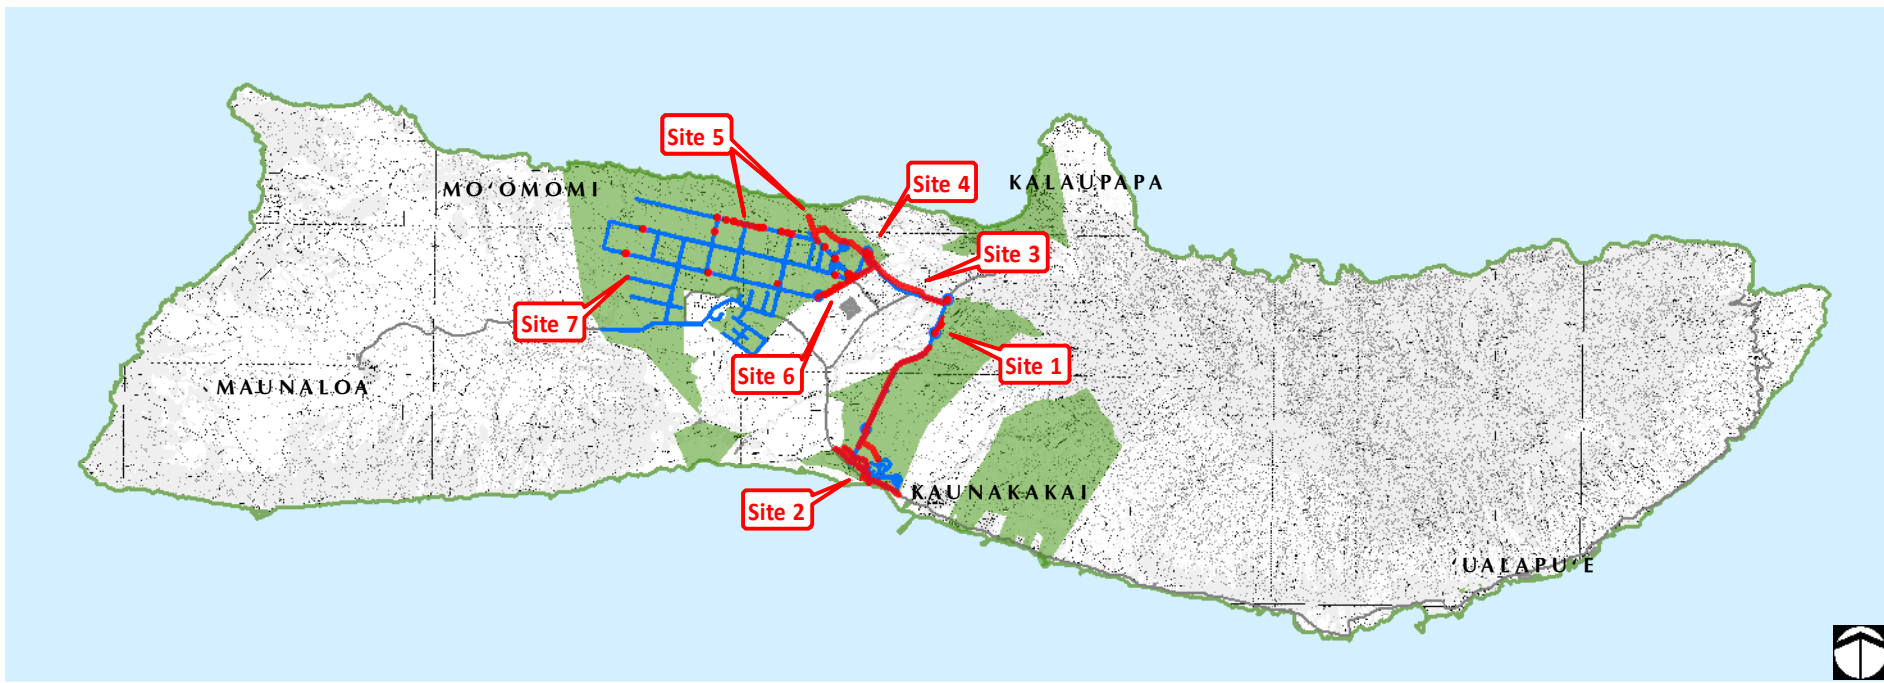 Site 5
Site 4
KALAUPAPA
MO‘OMOMI
Site 3
Site 7
Site 1
Site 6
MAUNALOA
KAUNAKAKAI
Site 2
‘UALAPU‘E